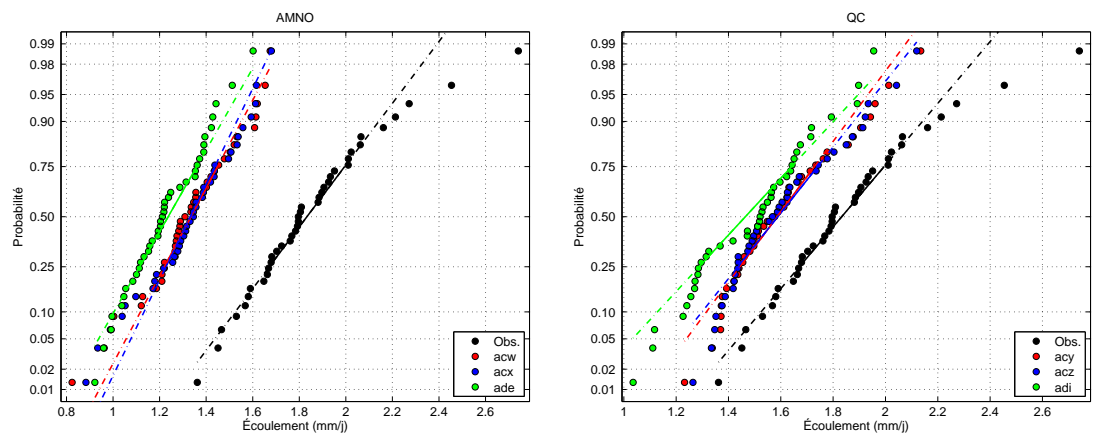 AMNO
Probabilité
0.99
0.98
0.95
0.90
0.75
0.50
0.25
0.10
0.05
0.02
0.01
0.8 1 1.2 1.4 1.6 1.8 2 2.2 2.4 2.6
Écoulement (mm/j)
Obs.
acw
acx
ade
QC
Probabilité
0.99
0.98
0.95
0.90
0.75
0.50
0.25
0.10
0.05
0.02
0.01
1 1.2 1.4 1.6 1.8 2 2.2 2.4 2.6
Écoulement (mm/j)
Obs.
acy
acz
adi